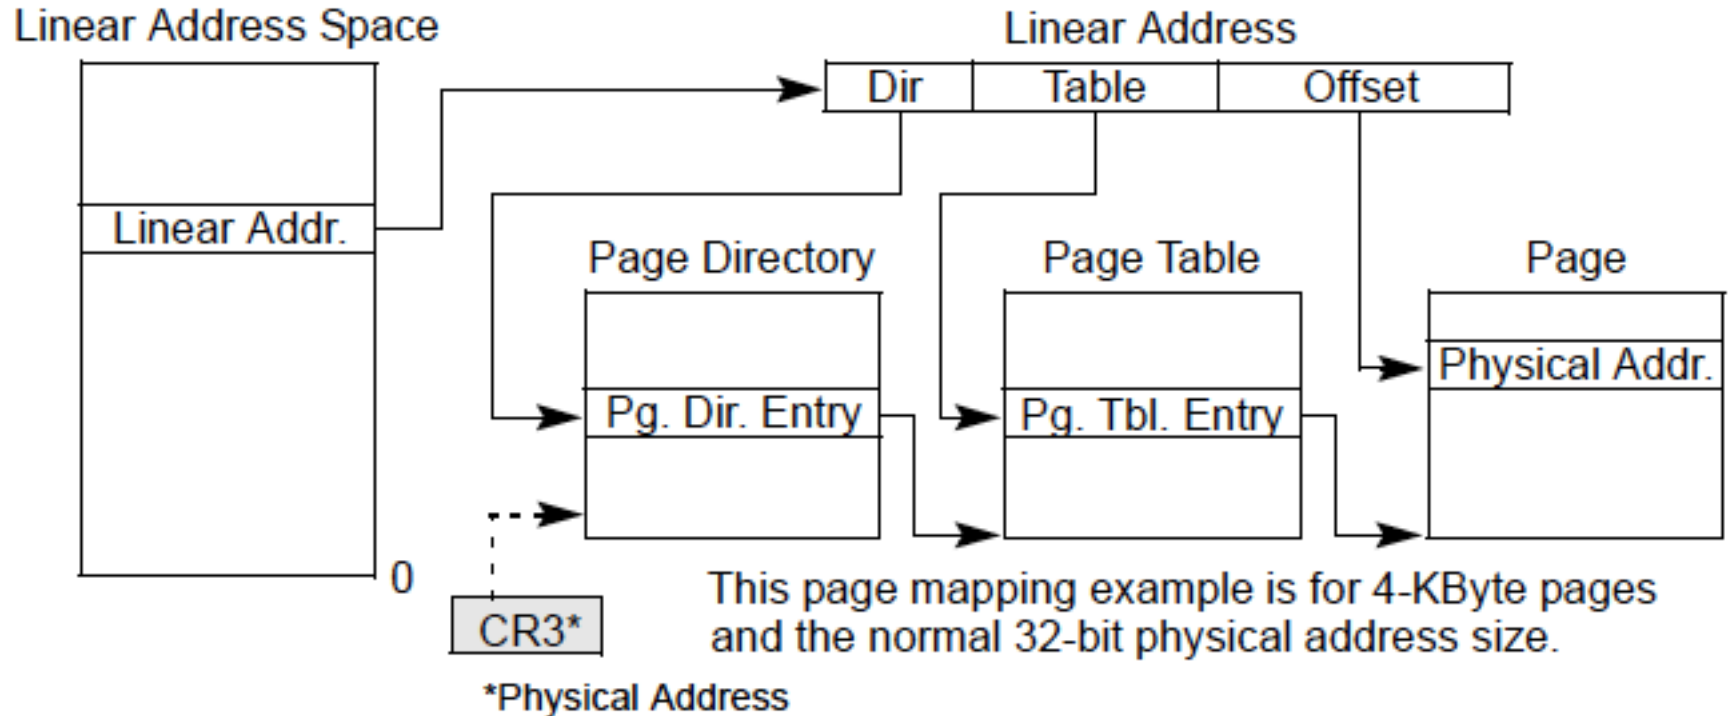 Linear Address Space
Linear Address
Dir
Table
Offset
Linear Addr.
Page Directory
Page Table
Page
Physical Addr.
Pg. Dir. Entry
Pg. Tbl. Entry
0
CR3*
This page mapping example is for 4-KByte pages
and the normal 32-bit physical address size.
*Physical Address